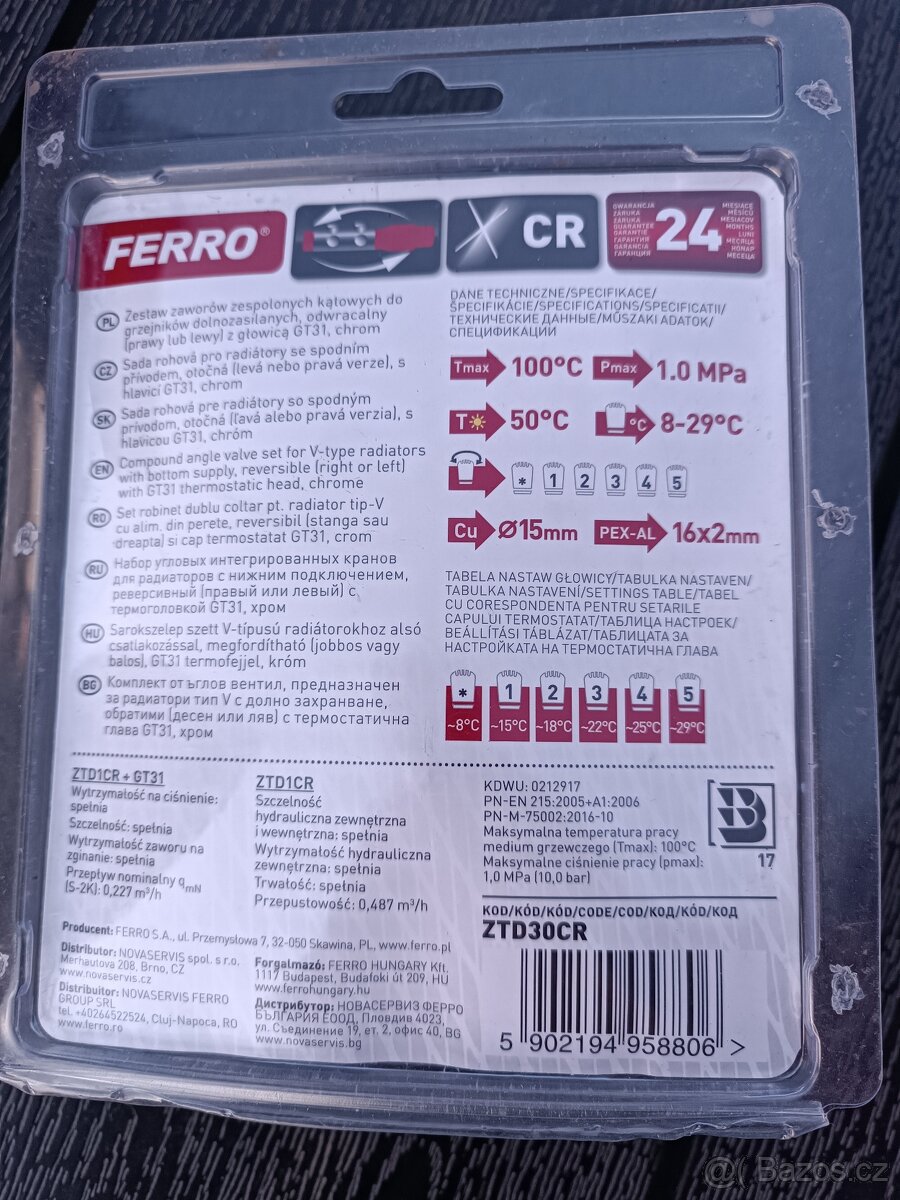 FERRO®
CR
GWARANCJA
ZÁRUKA
ZÁRUKA
GUARANTEE
GARANTIE
ГАРАНТИЯ
GARANCIA
ГАРАНЦИЯ
24
MIESIĄCE
MĚSÍCŮ
MESIACOV
MONTHS
LUNI
МЕСЯЦА
HÓNAP
МЕСЕЦА
PL Zestaw zaworów zespolonych kątowych do
grzejników dolnozasilanych, odwracalny
(prawy lub lewy) z głowicą GT31, chrom
CZ Sada rohová pro radiátory se spodním
přívodem, otočná (levá nebo pravá verze), s
hlavicí GT31, chrom
SK Sada rohová pre radiátory so spodným
prívodom, otočná (ľavá alebo pravá verzia), s
hlavicou GT31, chróm
EN Compound angle valve set for V-type radiators
with bottom supply, reversible (right or left)
with GT31 thermostatic head, chrome
RO Set robinet dublu coltar pt. radiator tip-V
cu alim. din perete, reversibil (stanga sau
dreapta) si cap termostatat GT31, crom
RU Набор угловых интегрированных кранов
для радиаторов с нижним подключением,
реверсивный (правый или левый) с
термоголовкой GT31, хром
HU Sarokszelep szett V-típusú radiátorokhoz alsó
csatlakozással, megfordítható (jobbos vagy
balos), GT31 termofejjel, króm
BG Комплект от ъглов вентил, предназначен
за радиатори тип V с долно захранване,
обратими (десен или ляв) с термостатична
глава GT31, хром
DANE TECHNICZNE/SPECIFIKACE/
ŠPECIFIKÁCIE/SPECIFICATIONS/SPECIFICATII/
ТЕХНИЧЕСКИЕ ДАННЫЕ/MŰSZAKI ADATOK/
СПЕЦИФИКАЦИИ
Tmax 100°C Pmax 1.0 MPa
T 50°C °C 8-29°C
* 1 2 3 4 5
Cu Ø15mm PEX-AL 16x2mm
TABELA NASTAW GŁOWICY/TABULKA NASTAVEN/
TABULKA NASTAVENÍ/SETTINGS TABLE/TABEL
CU CORESPONDENTA PENTRU SETARILE
CAPULUI TERMOSTATAT/ТАБЛИЦА НАСТРОЕК/
BEÁLLÍTÁSI TÁBLÁZAT/ТАБЛИЦАТА ЗА
НАСТРОЙКАТА НА ТЕРМОСТАТИЧНА ГЛАВА
* 1 2 3 4 5
~8°C ~15°C ~18°C ~22°C ~25°C ~29°C
ZTD1CR + GT31
Wytrzymałość na ciśnienie:
spełnia
Szczelność: spełnia
Wytrzymałość zaworu na
zginanie: spełnia
Przepływ nominalny qmN
(S-2K): 0,227 m³/h
ZTD1CR
Szczelność
hydrauliczna zewnętrzna
i wewnętrzna: spełnia
Wytrzymałość hydrauliczna
zewnętrzna: spełnia
Trwałość: spełnia
Przepustowość: 0,487 m³/h
KDWU: 0212917
PN-EN 215:2005+A1:2006
PN-M-75002:2016-10
Maksymalna temperatura pracy
medium grzewczego (Tmax): 100°C
Maksymalne ciśnienie pracy (pmax):
1,0 MPa (10,0 bar)
B
17
Producent: FERRO S.A., ul. Przemysłowa 7, 32-050 Skawina, PL, www.ferro.pl
Distributor: NOVASERVIS spol. s r.o.
Merhautova 208, Brno, CZ
www.novaservis.cz
Distribuitor: NOVASERVIS FERRO
GROUP SRL
tel. +40264522524, Cluj-Napoca, RO
www.ferro.ro
Forgalmazó: FERRO HUNGARY Kft.
1117 Budapest, Budafoki út 209, HU
www.ferrohungary.hu
Дистрибутор: НОВАСЕРВИЗ ФЕРРО
БЪЛГАРИЯ ЕООД, Пловдив 4023,
ул. Съединение 19, ет. 2, офис 40, BG
www.novaservis.bg
KOD/KÓD/KÓD/CODE/COD/КОД/KÓD/КОД
ZTD30CR
5 902194 958806 >
@ Bazos.cz